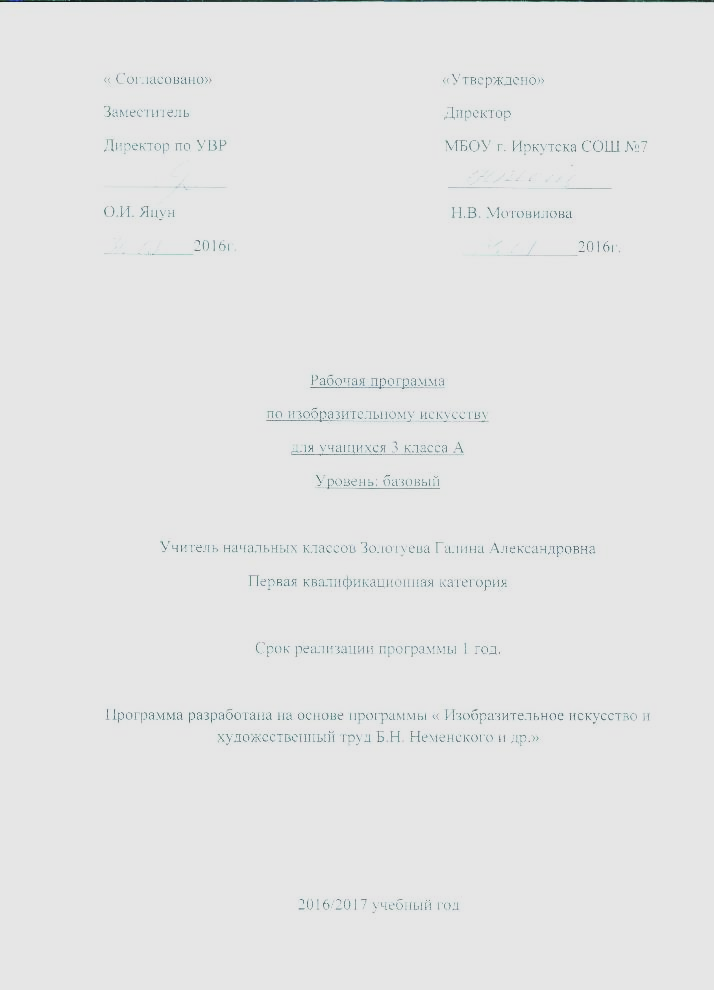 « Согласовано»
«Утверждено»
Заместитель
Директор
Директор по УВР
МБОУ г. Иркутска СОШ №7
О.И. Яцун
Н.В. Мотовилова
2016г.
2016г.
Рабочая программа
по изобразительному искусству
для учащихся 3 класса А
Уровень: базовый
Учитель начальных классов Золотуева Галина Александровна
Первая квалификационная категория
Срок реализации программы 1 год.
Программа разработана на основе программы « Изобразительное искусство и
художественный труд Б.Н. Неменского и др.»
2016/2017 учебный год